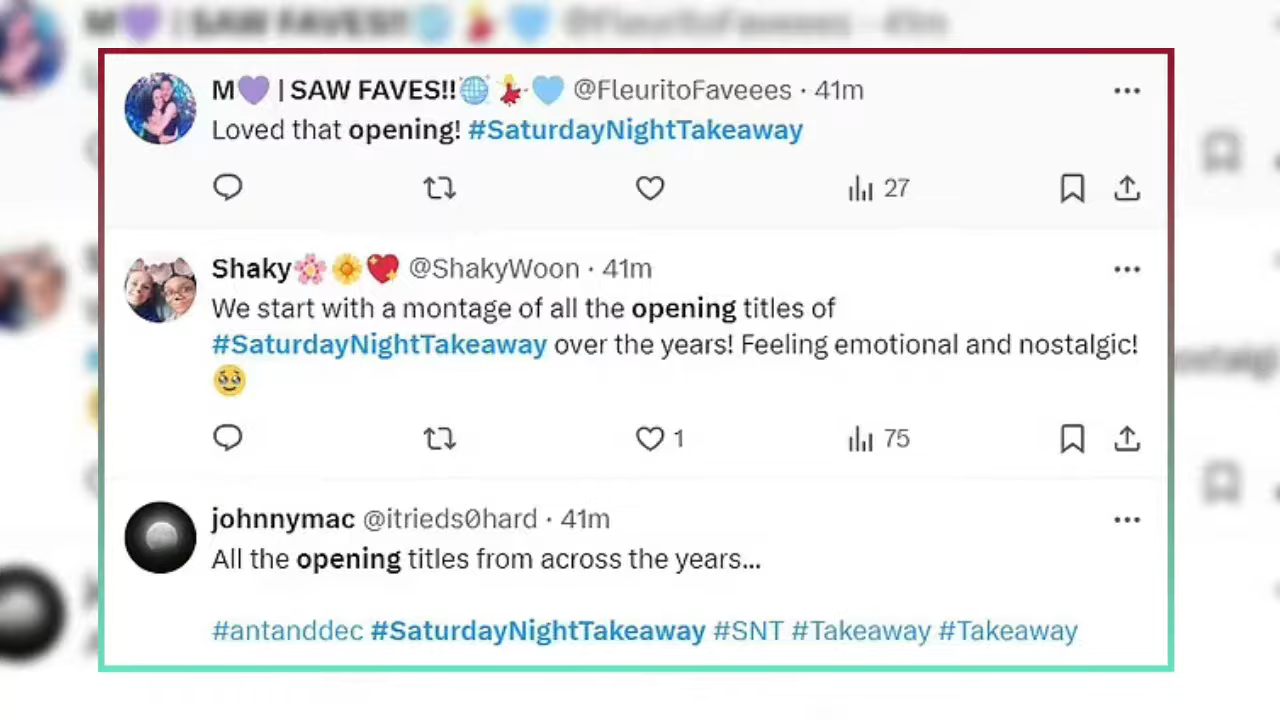 M💜 | SAW FAVES!!🪩💃🩵 @FleuritoFaveees · 41m
Loved that opening! #SaturdayNightTakeaway
27
Shaky🌸🌼💖 @ShakyWoon · 41m
We start with a montage of all the opening titles of
#SaturdayNightTakeaway over the years! Feeling emotional and nostalgic!
🥹
1 75
johnnymac @itrieds0hard · 41m
All the opening titles from across the years...
#antanddec #SaturdayNightTakeaway #SNT #Takeaway #Takeaway